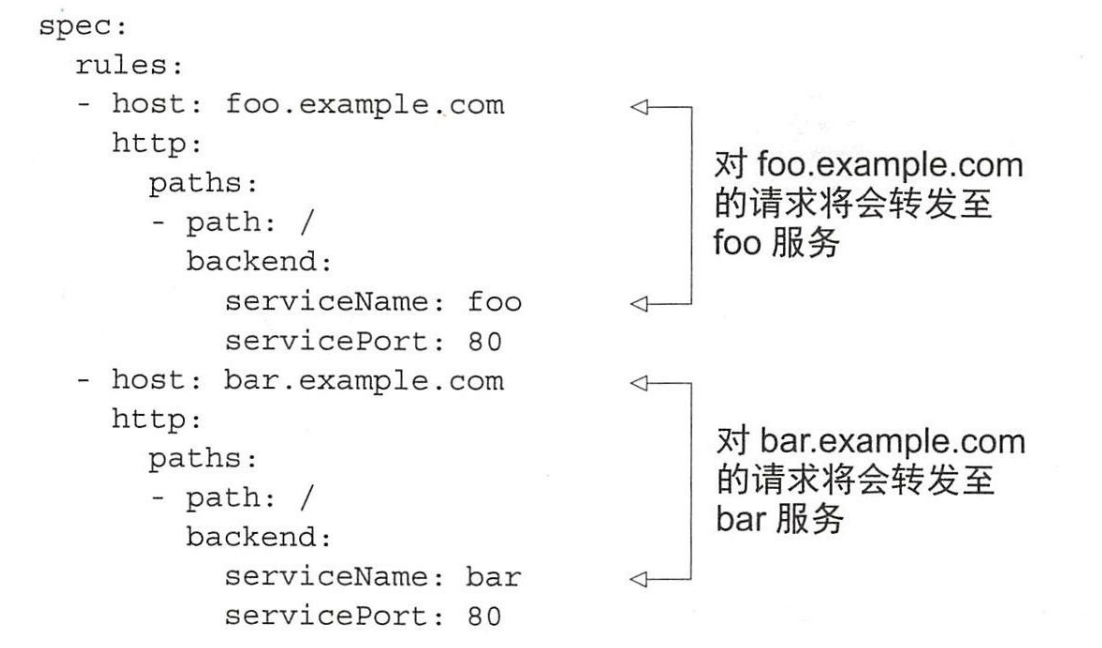 spec:
  rules:
  - host: foo.example.com
    http:
      paths:
      - path: /
        backend:
          serviceName: foo
          servicePort: 80
  - host: bar.example.com
    http:
      paths:
      - path: /
        backend:
          serviceName: bar
          servicePort: 80
对 foo.example.com
的请求将会转发至
foo 服务
对 bar.example.com
的请求将会转发至
bar 服务